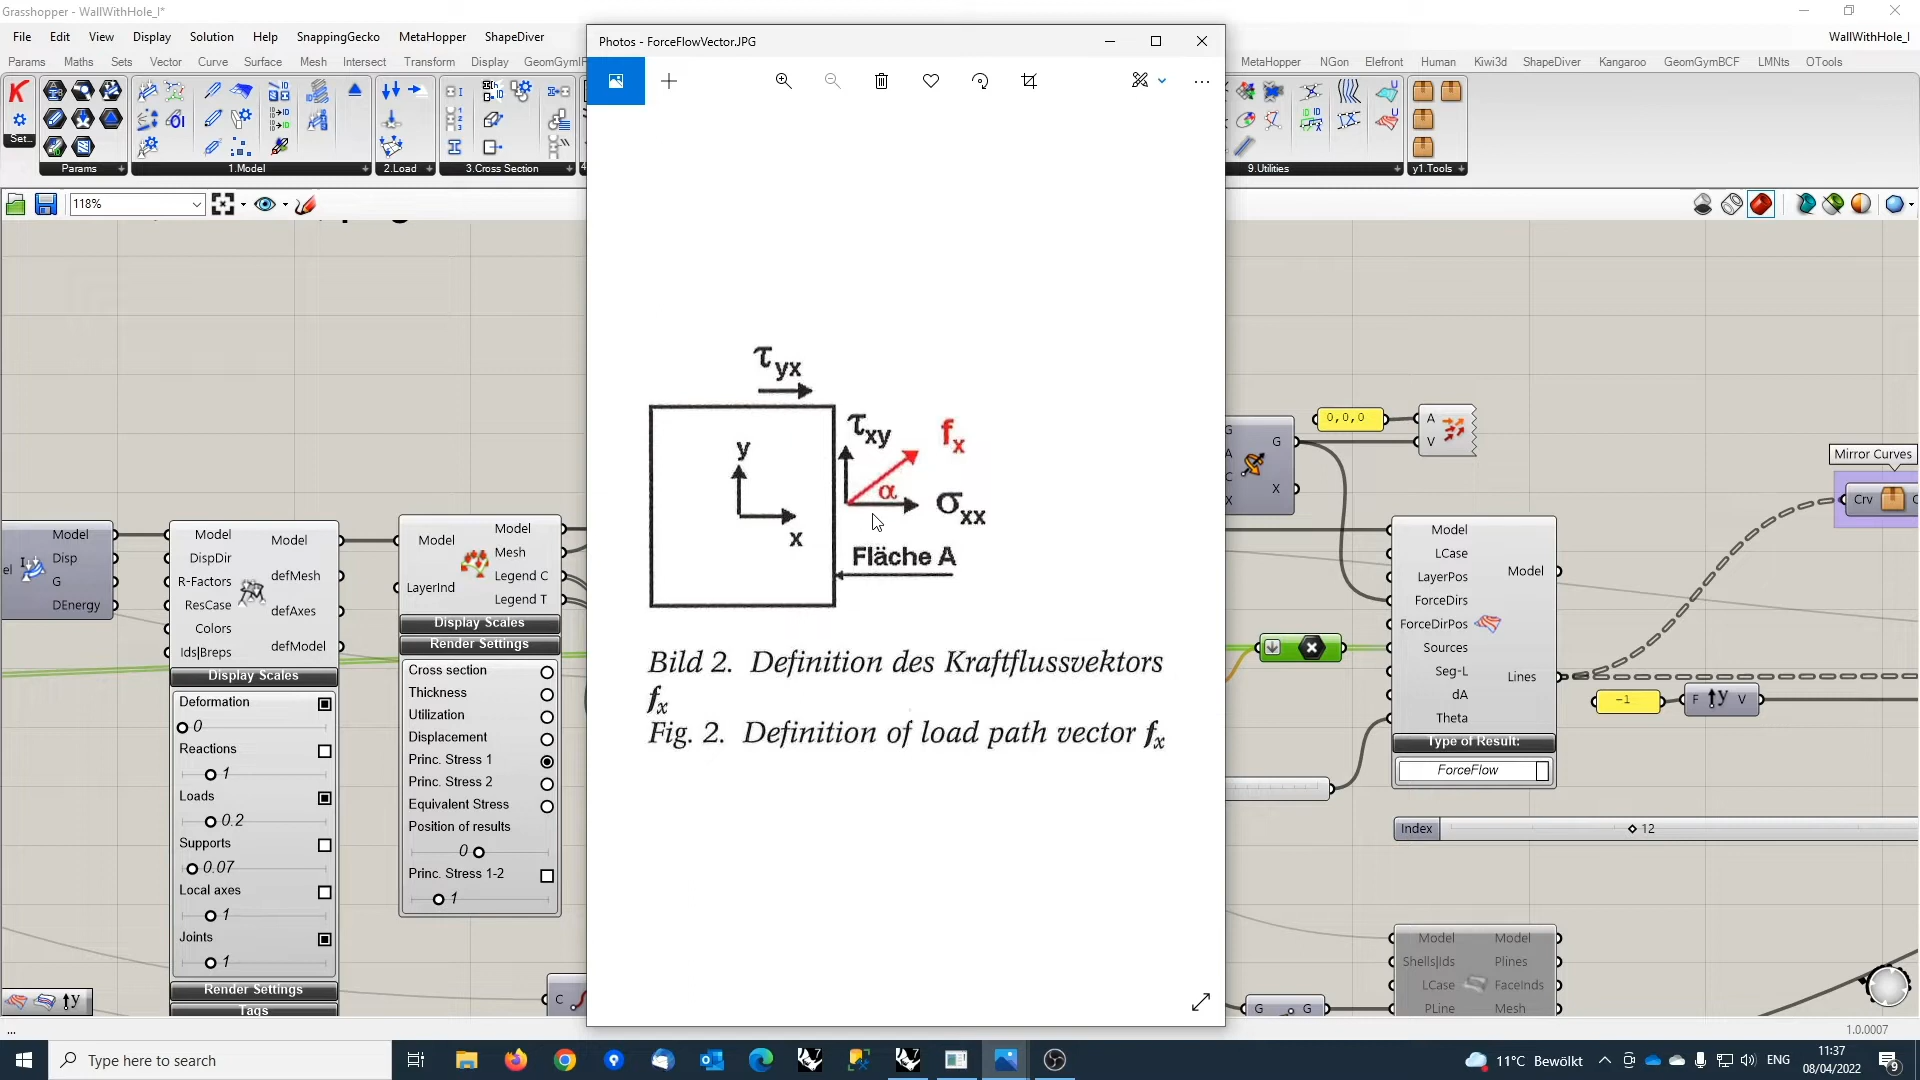 Grasshopper - WallWithHole_I*
File Edit View Display Solution Help SnappingGecko MetaHopper ShapeDiver
WallWithHole_I
Params Maths Sets Vector Curve Surface Mesh Intersect Transform Display GeomGymIF
MetaHopper NGon Elefront Human Kiwi3d ShapeDiver Kangaroo GeomGymBCF LMNts OTools
Set...
Params
1.Model
2.Load
3.Cross Section
9.Utilities
y1.Tools
118%
Photos - ForceFlowVector.JPG
τyx
τxy
fx
y
α
σxx
x
Fläche A
Bild 2. Definition des Kraftflussvektors
fx
Fig. 2. Definition of load path vector fx
Model
Disp
G
DEnergy
Model
DispDir
R-Factors
ResCase
Colors
Ids|Breps
Model
defMesh
defAxes
defModel
Display Scales
Deformation
0
Reactions
1
Loads
0.2
Supports
0.07
Local axes
1
Joints
1
Render Settings
Tags
Model
LayerInd
Model
Mesh
Legend C
Legend T
Display Scales
Render Settings
Cross section
Thickness
Utilization
Displacement
Princ. Stress 1
Princ. Stress 2
Equivalent Stress
Position of results
0
Princ. Stress 1-2
1
C
G
X
0,0,0
A
V
Mirror Curves
Crv
Model
LCase
LayerPos
ForceDirs
ForceDirPos
Sources
Seg-L
dA
Theta
Model
Lines
Type of Result:
ForceFlow
-1
F y V
Index
12
Model
Shells|Ids
LCase
PLine
Model
Plines
FaceInds
Mesh
G G
...
1.0.0007
Type here to search
11°C Bewölkt
ENG
11:37
08/04/2022
9